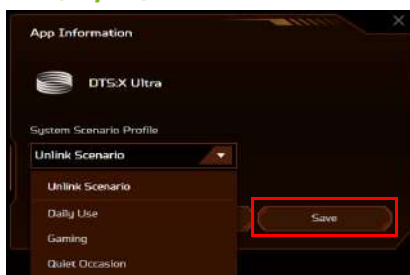 App Information
DTS:X Ultra
System Scenario Profile
Unlink Scenario
Unlink Scenario
Daily Use
Save
Gaming
Quiet Occasion